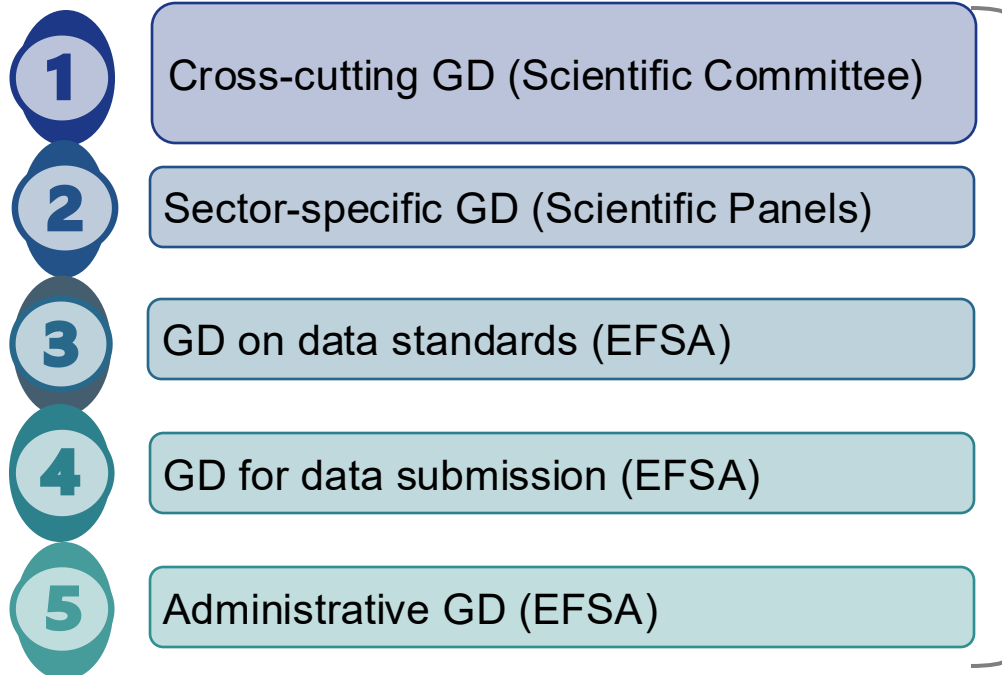 1
Cross-cutting GD (Scientific Committee)
2
Sector-specific GD (Scientific Panels)
3
GD on data standards (EFSA)
4
GD for data submission (EFSA)
5
Administrative GD (EFSA)